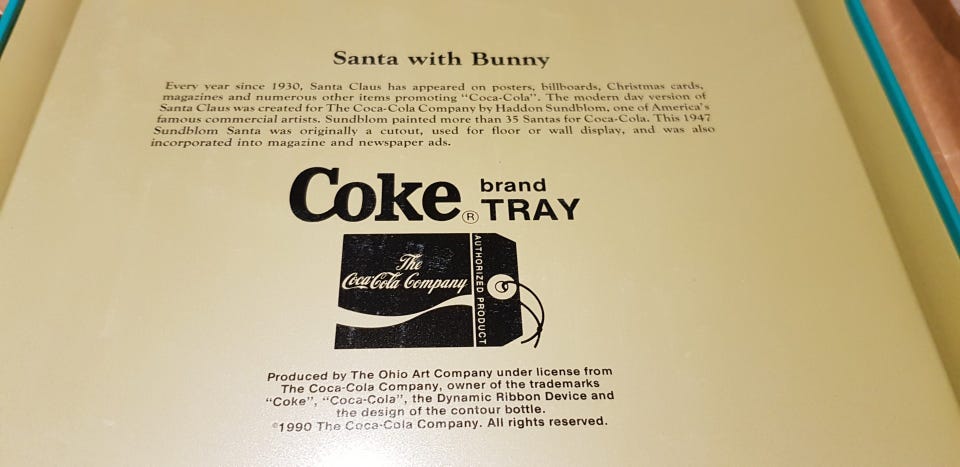 Santa with Bunny
Every year since 1930, Santa Claus has appeared on posters, billboards, Christmas cards,
magazines and numerous other items promoting "Coca-Cola". The modern day version of
Santa Claus was created for The Coca-Cola Company by Haddon Sundblom, one of America's
famous commercial artists. Sundblom painted more than 35 Santas for Coca-Cola. This 1947
Sundblom Santa was originally a cutout, used for floor or wall display, and was also
incorporated into magazine and newspaper ads.
Coke® brand
TRAY
The
Coca-Cola Company
AUTHORIZED PRODUCT
Produced by The Ohio Art Company under license from
The Coca-Cola Company, owner of the trademarks
"Coke", "Coca-Cola", the Dynamic Ribbon Device and
the design of the contour bottle.
©1990 The Coca-Cola Company. All rights reserved.